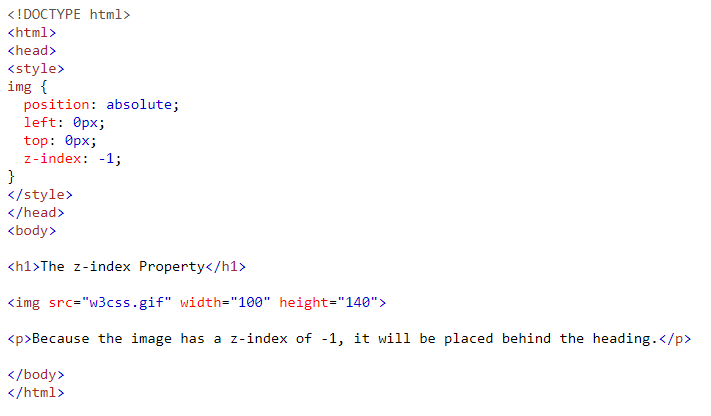 <!DOCTYPE html>
<html>
<head>
<style>
img {
  position: absolute;
  left: 0px;
  top: 0px;
  z-index: -1;
}
</style>
</head>
<body>

<h1>The z-index Property</h1>

<img src="w3css.gif" width="100" height="140">

<p>Because the image has a z-index of -1, it will be placed behind the heading.</p>

</body>
</html>